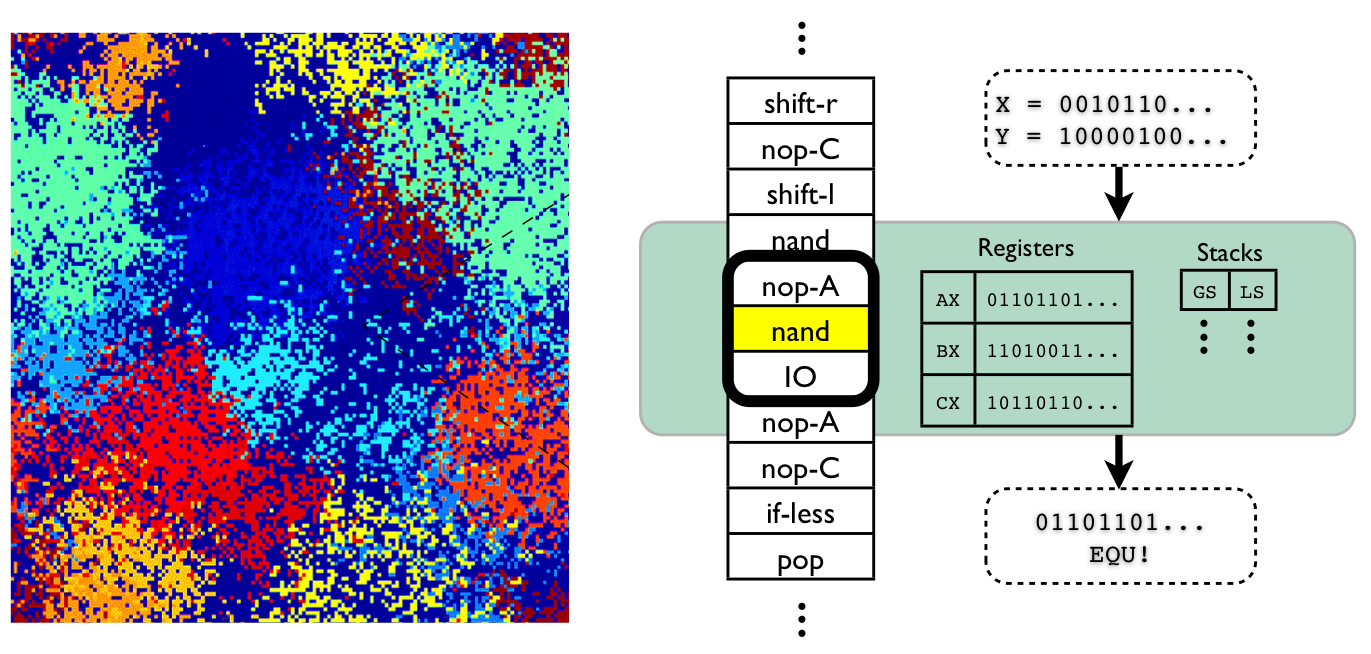 shift-r
nop-C
shift-l
nand
nop-A
nand
IO
nop-A
nop-C
if-less
pop
X = 0010110...
Y = 10000100...
Registers
AX 01101101...
BX 11010011...
CX 10110110...
Stacks
GS LS
01101101...
EQU!